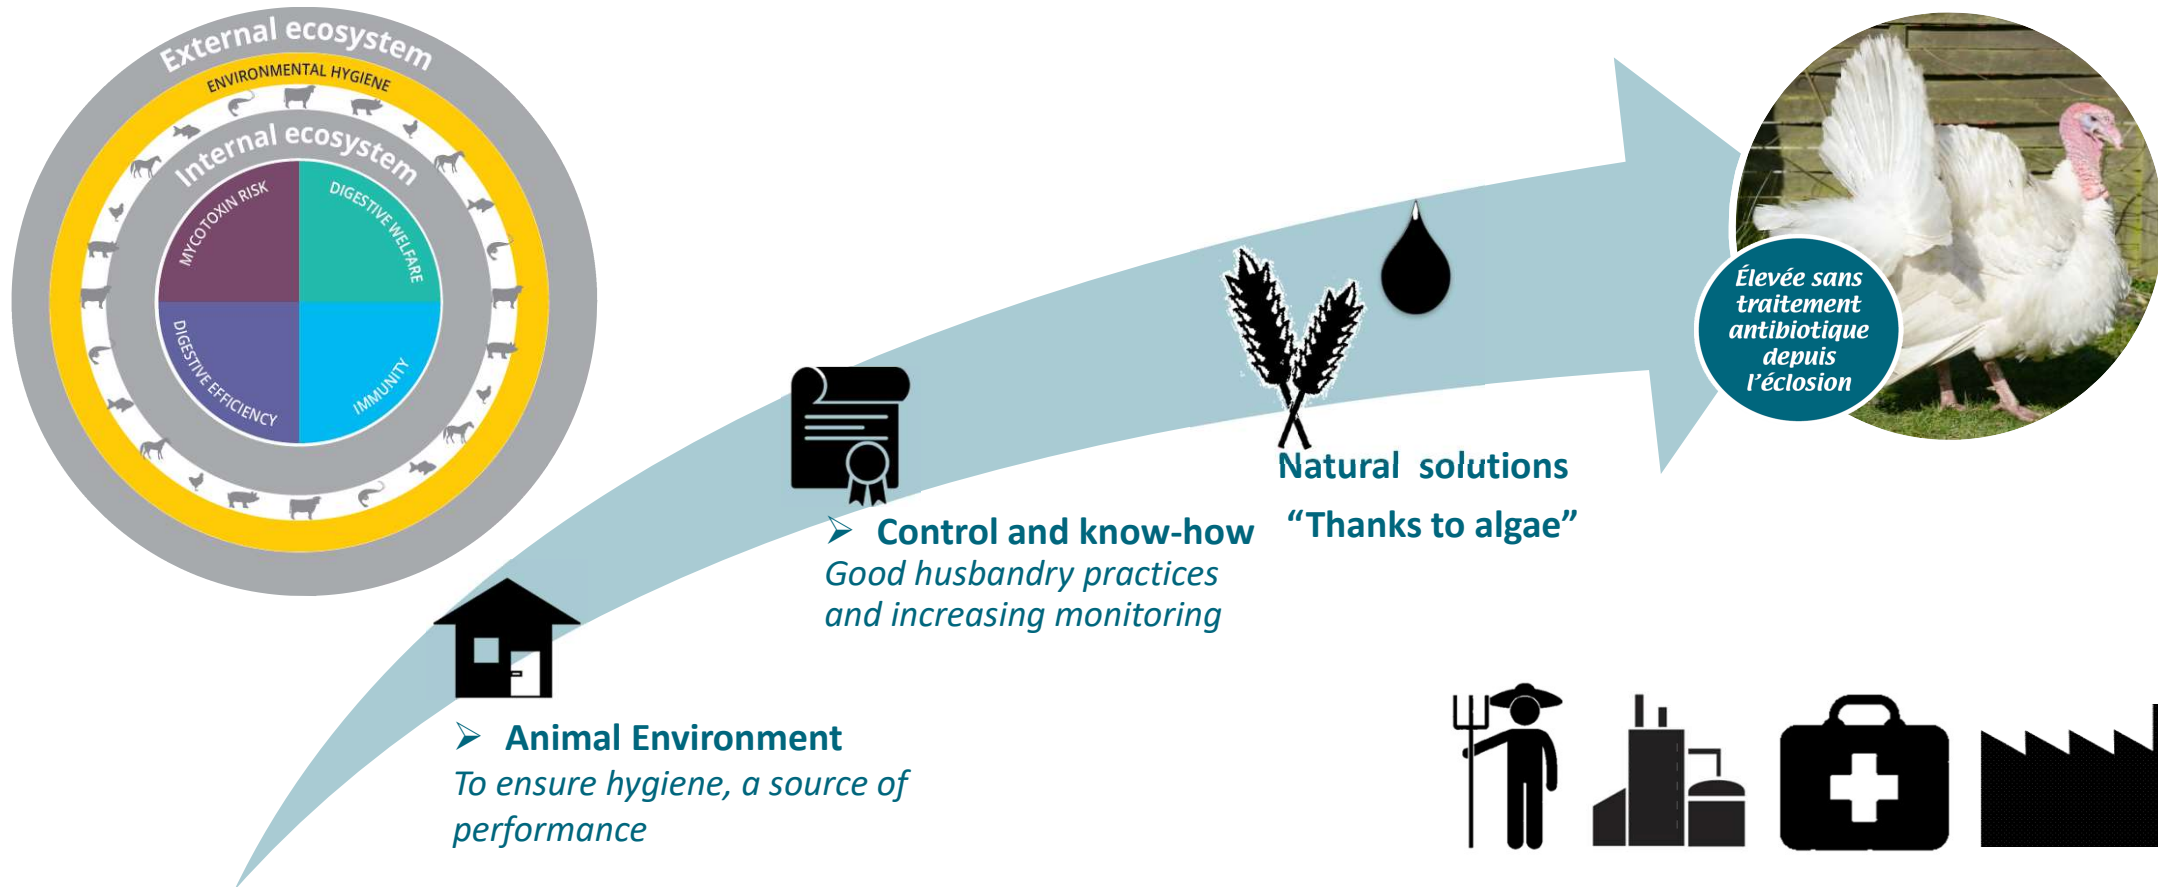 External ecosystem
ENVIRONMENTAL HYGIENE
Internal ecosystem
MYCOTOXIN RISK
DIGESTIVE WELFARE
DIGESTIVE EFFICIENCY
IMMUNITY
Élevée sans
traitement
antibiotique
depuis
l'éclosion
Natural solutions
“Thanks to algae”
➢ Control and know-how
Good husbandry practices
and increasing monitoring
➢ Animal Environment
To ensure hygiene, a source of
performance